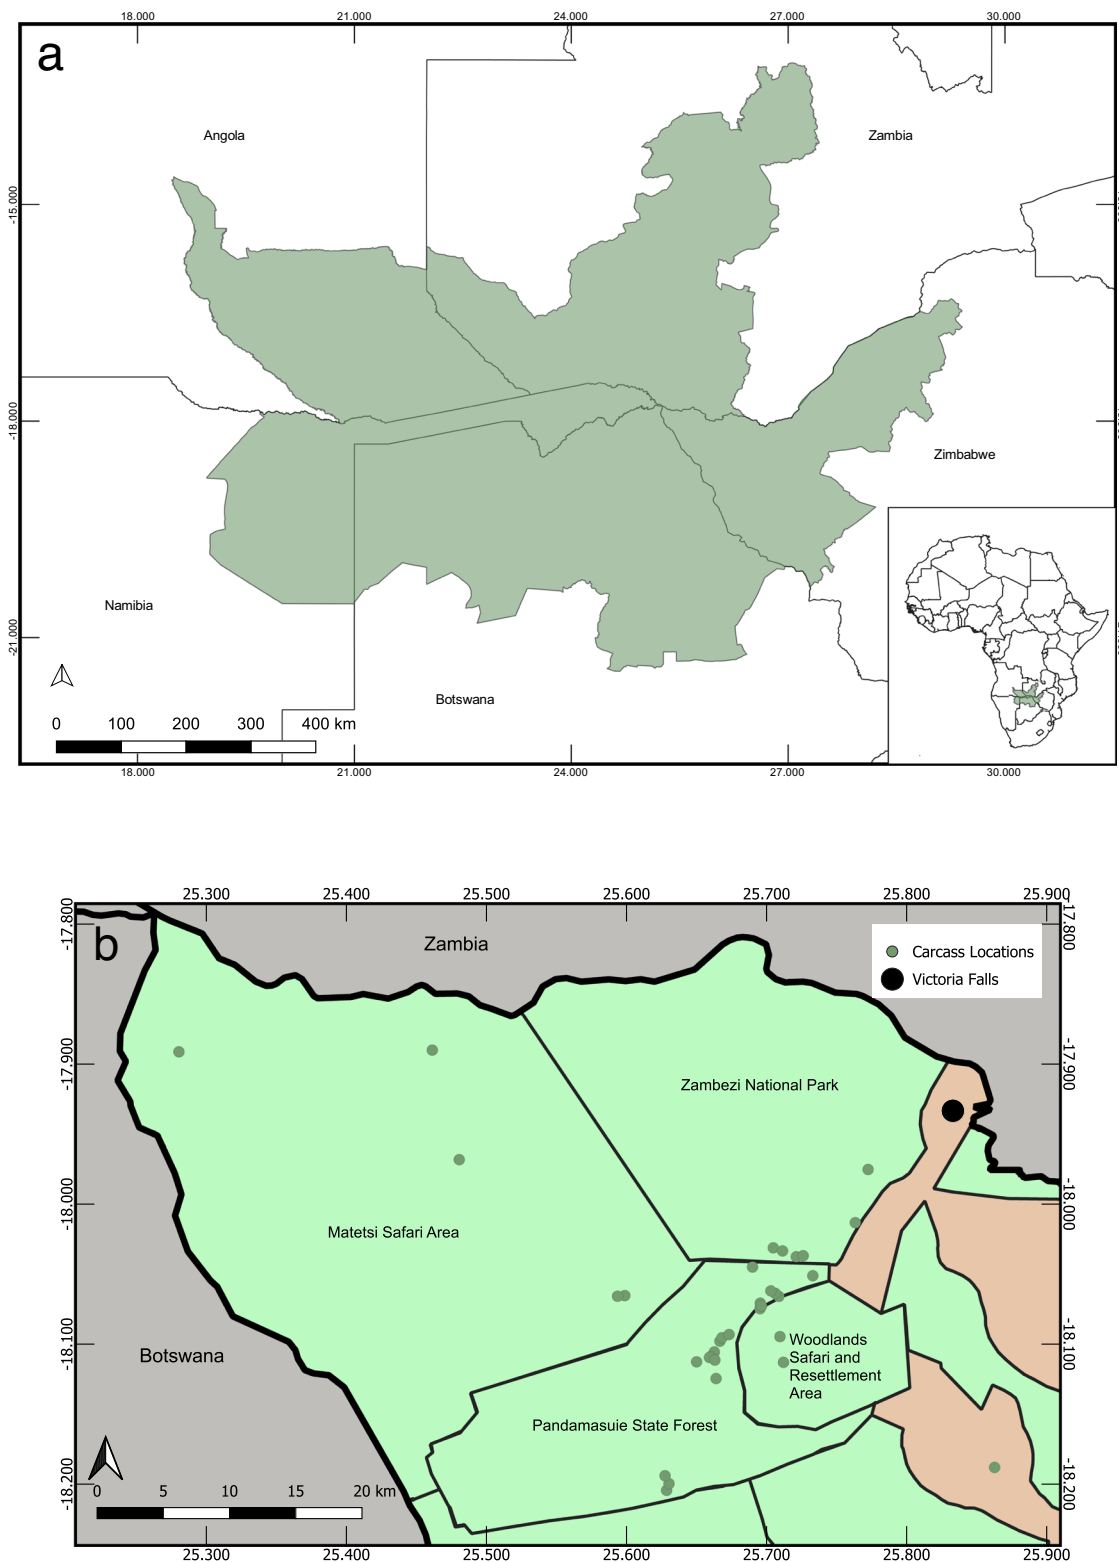 18.000 21.000 24.000 27.000 30.000
a
Angola
Zambia
-15.000
-18.000
Zimbabwe
Namibia
-21.000
Botswana
0 100 200 300 400 km
18.000 21.000 24.000 27.000 30.000
25.300 25.400 25.500 25.600 25.700 25.800 25.900
-17.800 -17.800
b
Zambia
Carcass Locations
Victoria Falls
-17.900 -17.900
Zambezi National Park
-18.000 -18.000
Matetsi Safari Area
-18.100 -18.100
Botswana
Woodlands
Safari and
Resettlement
Area
Pandamasuie State Forest
-18.200 -18.200
0 5 10 15 20 km
25.300 25.400 25.500 25.600 25.700 25.800 25.900